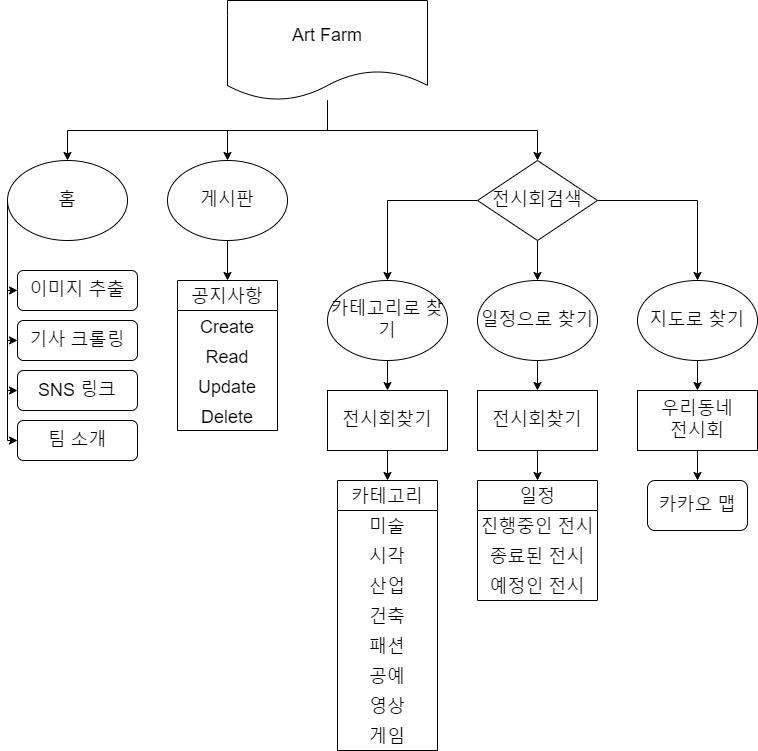 Art Farm
홈
게시판
전시회검색
이미지 추출
기사 크롤링
SNS 링크
팀 소개
공지사항
Create
Read
Update
Delete
카테고리로 찾
기
일정으로 찾기
지도로 찾기
전시회찾기
전시회찾기
우리동네
전시회
카테고리
미술
시각
산업
건축
패션
공예
영상
게임
일정
진행중인 전시
종료된 전시
예정인 전시
카카오 맵